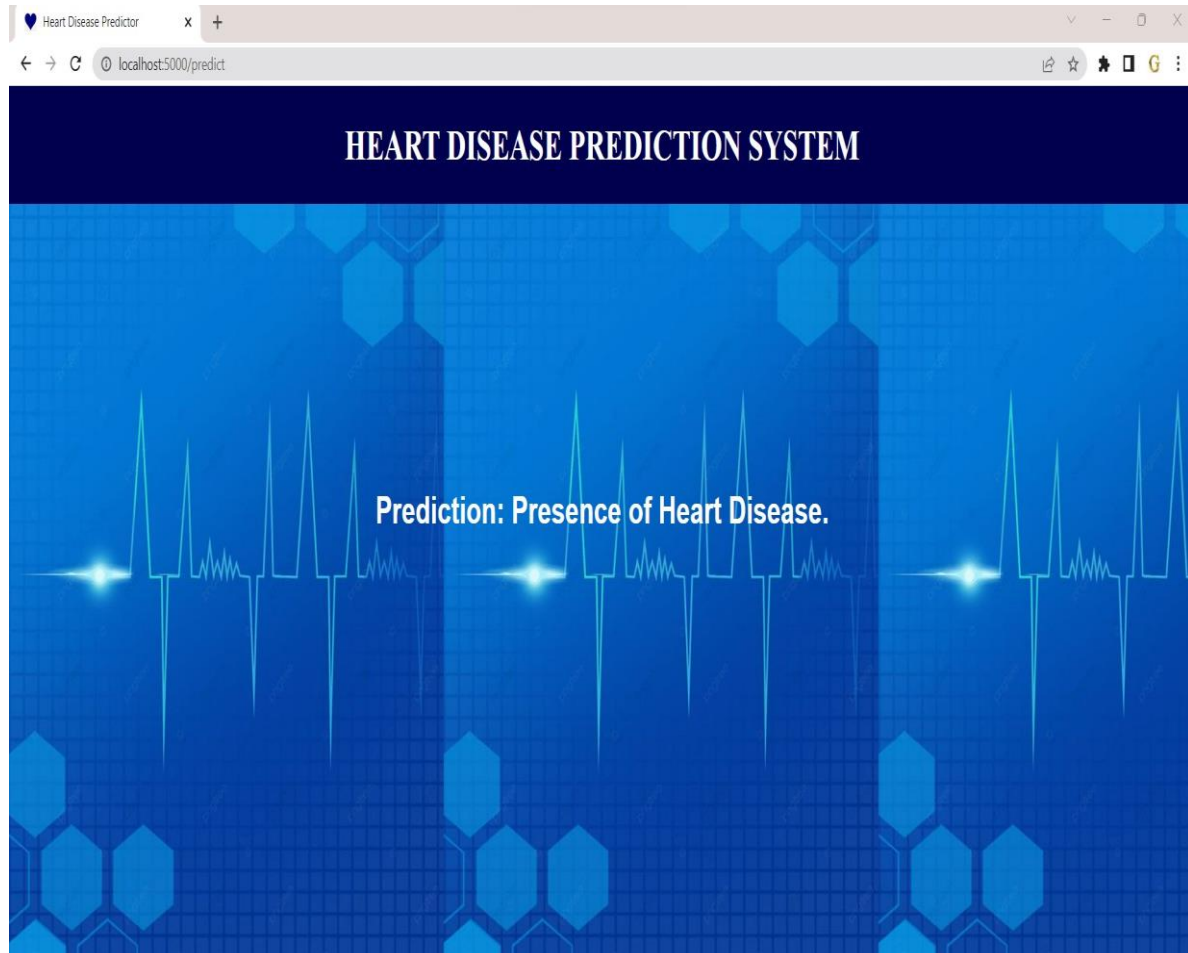 Heart Disease Predictor
localhost:5000/predict
HEART DISEASE PREDICTION SYSTEM
Prediction: Presence of Heart Disease.